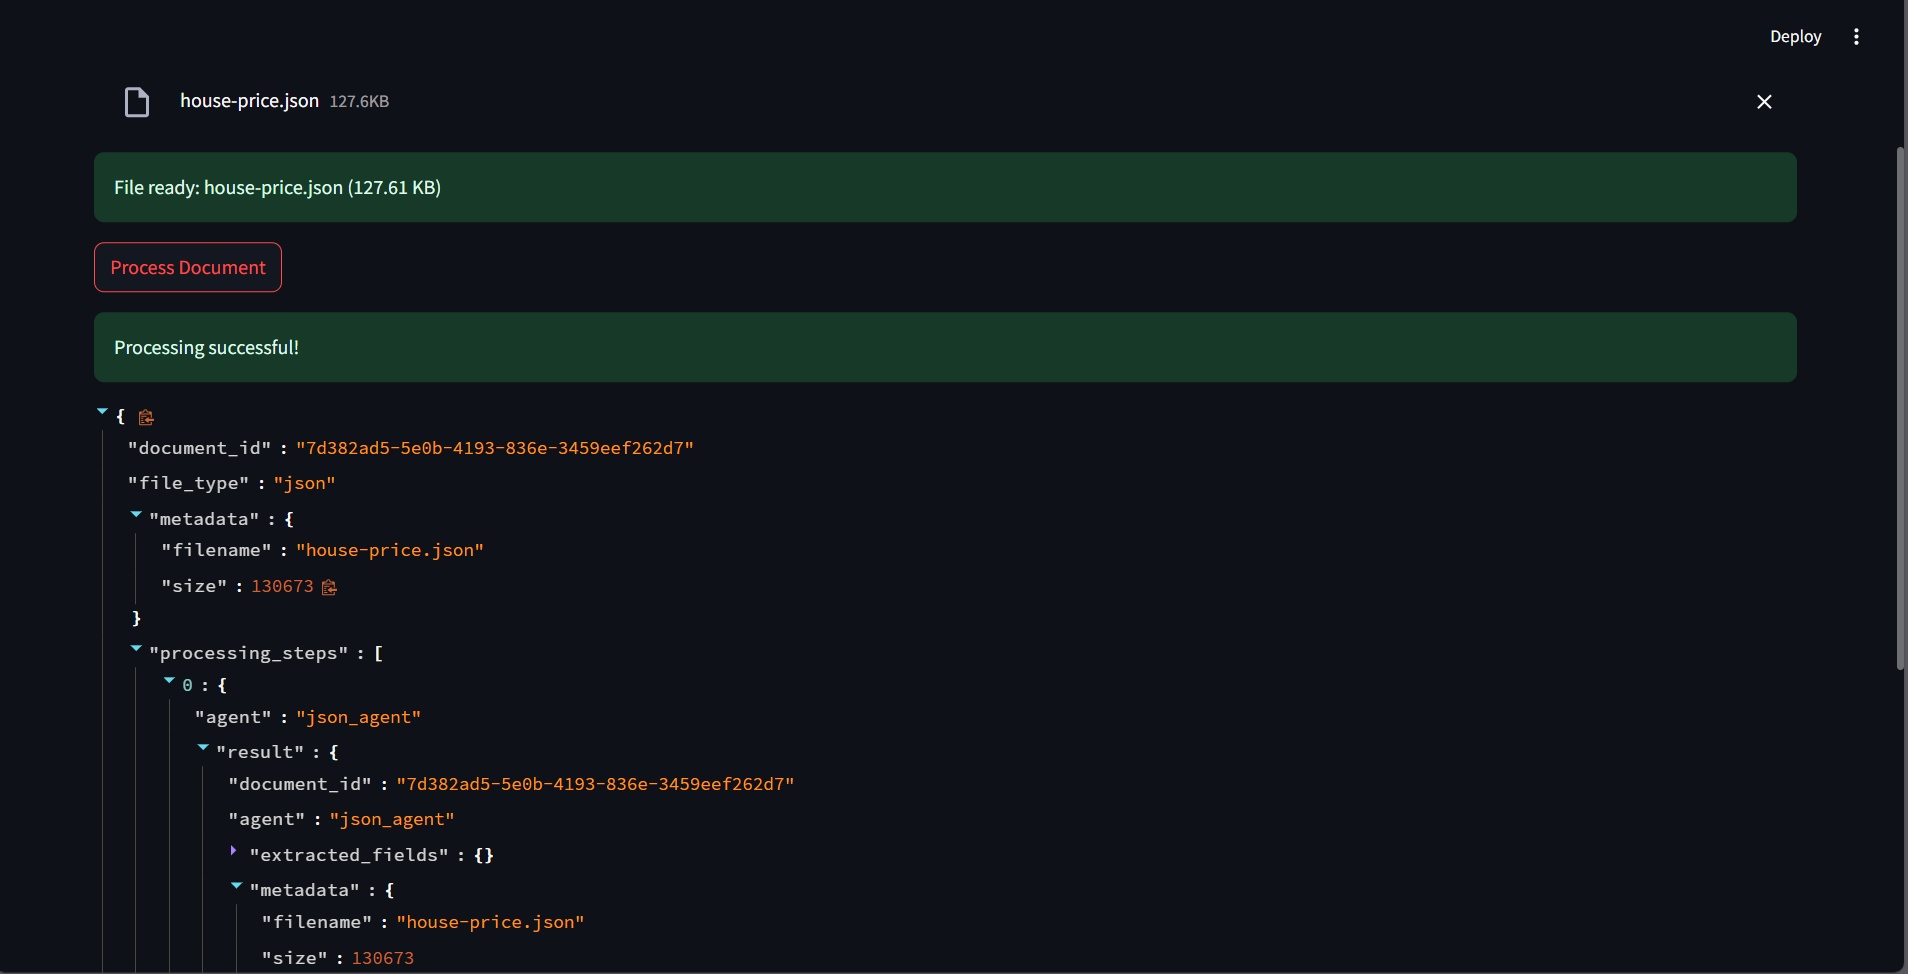 Deploy
house-price.json 127.6KB
File ready: house-price.json (127.61 KB)
Process Document
Processing successful!
{
"document_id" : "7d382ad5-5e0b-4193-836e-3459eef262d7"
"file_type" : "json"
"metadata" : {
"filename" : "house-price.json"
"size" : 130673
}
"processing_steps" : [
0 : {
"agent" : "json_agent"
"result" : {
"document_id" : "7d382ad5-5e0b-4193-836e-3459eef262d7"
"agent" : "json_agent"
"extracted_fields" : {}
"metadata" : {
"filename" : "house-price.json"
"size" : 130673